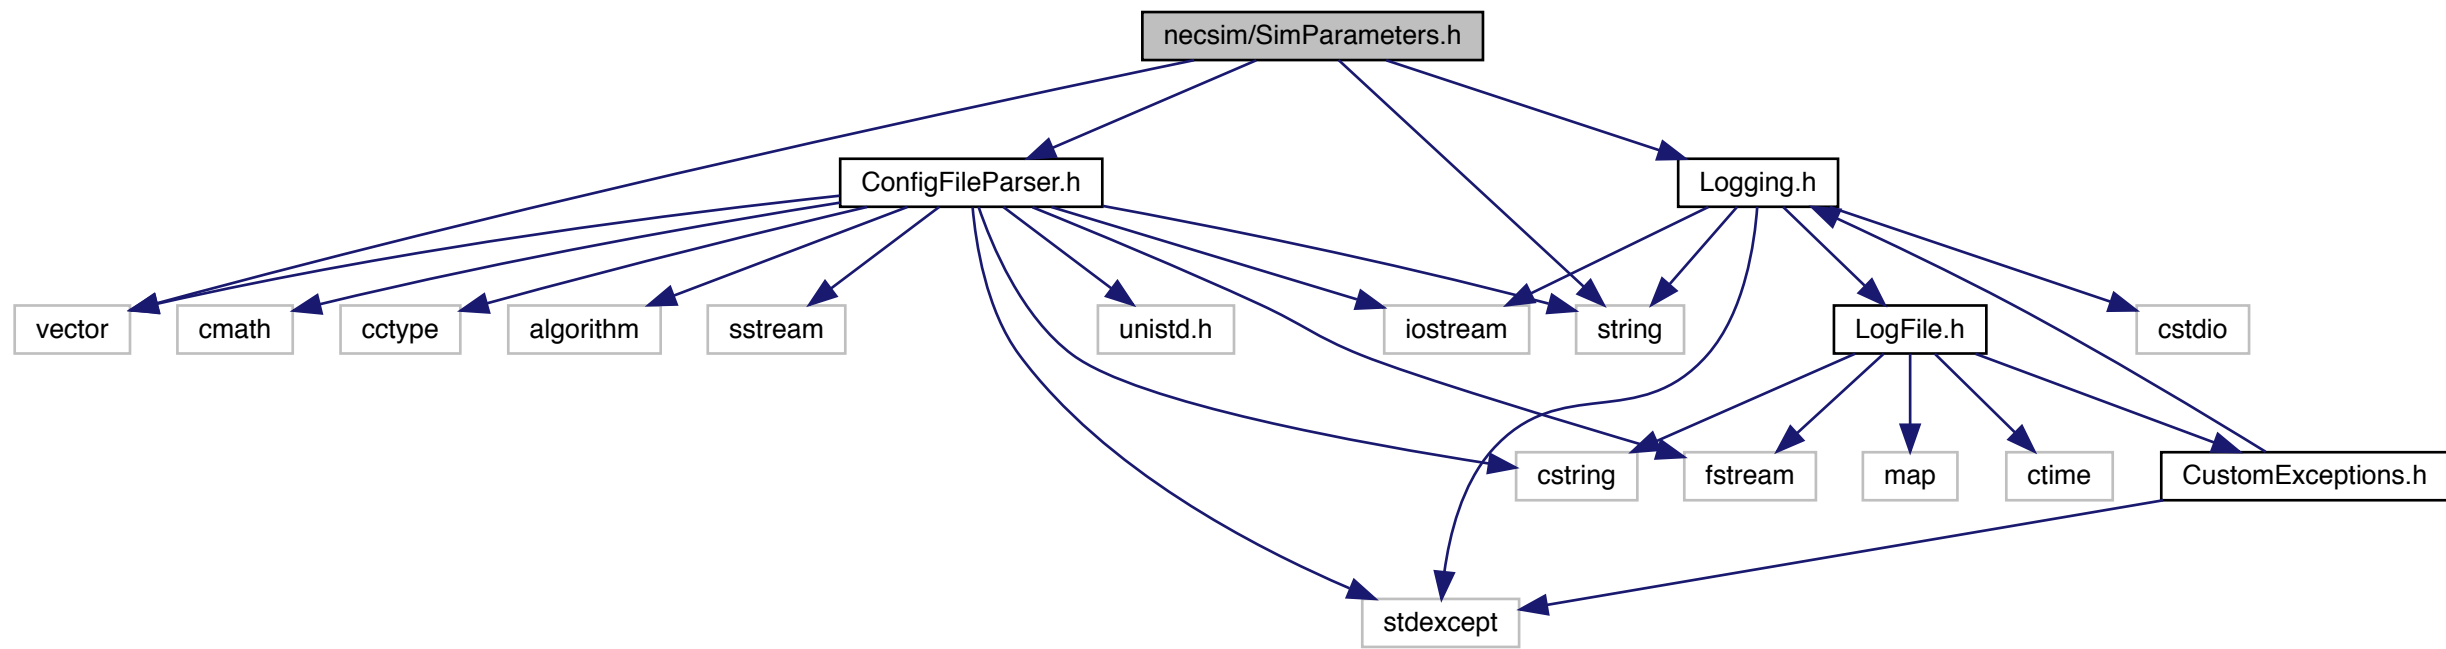 necsim/SimParameters.h
ConfigFileParser.h
Logging.h
vector
cmath
cctype
algorithm
sstream
unistd.h
iostream
string
LogFile.h
cstdio
cstring
fstream
map
ctime
CustomExceptions.h
stdexcept